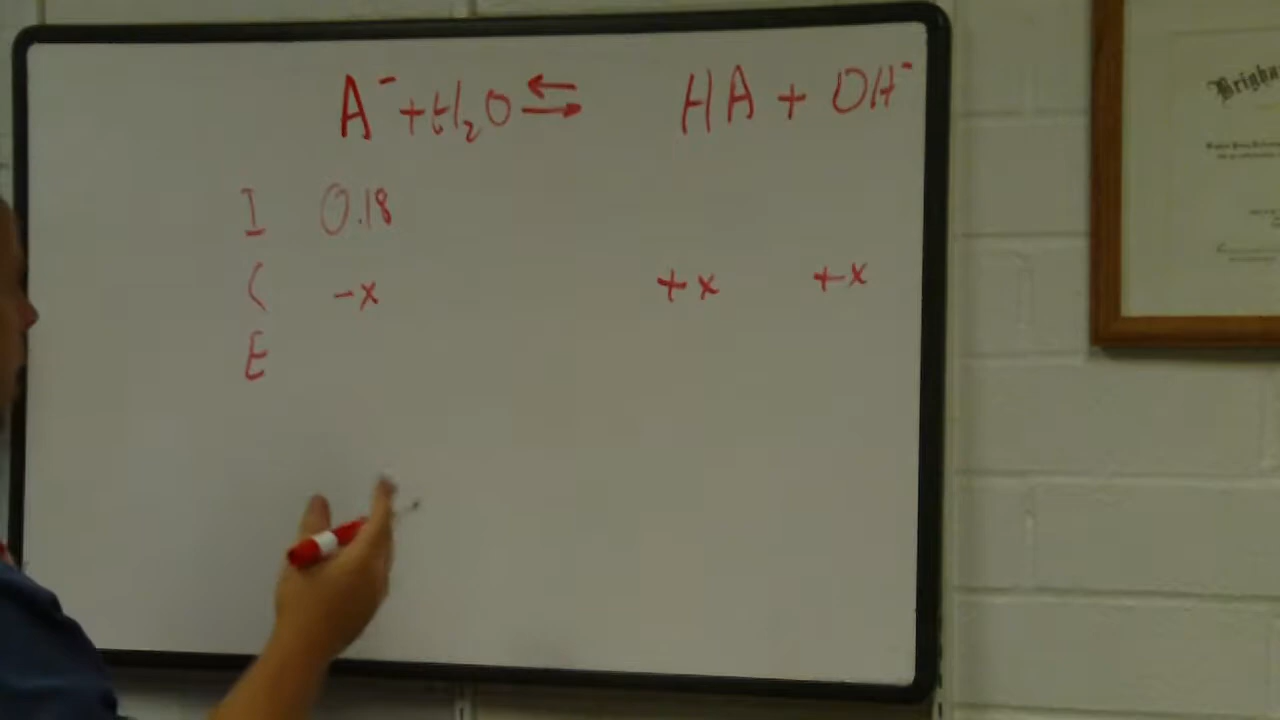 A⁻ + H₂O ⇌ HA + OH⁻
I 0.18
C -x +x +x
E